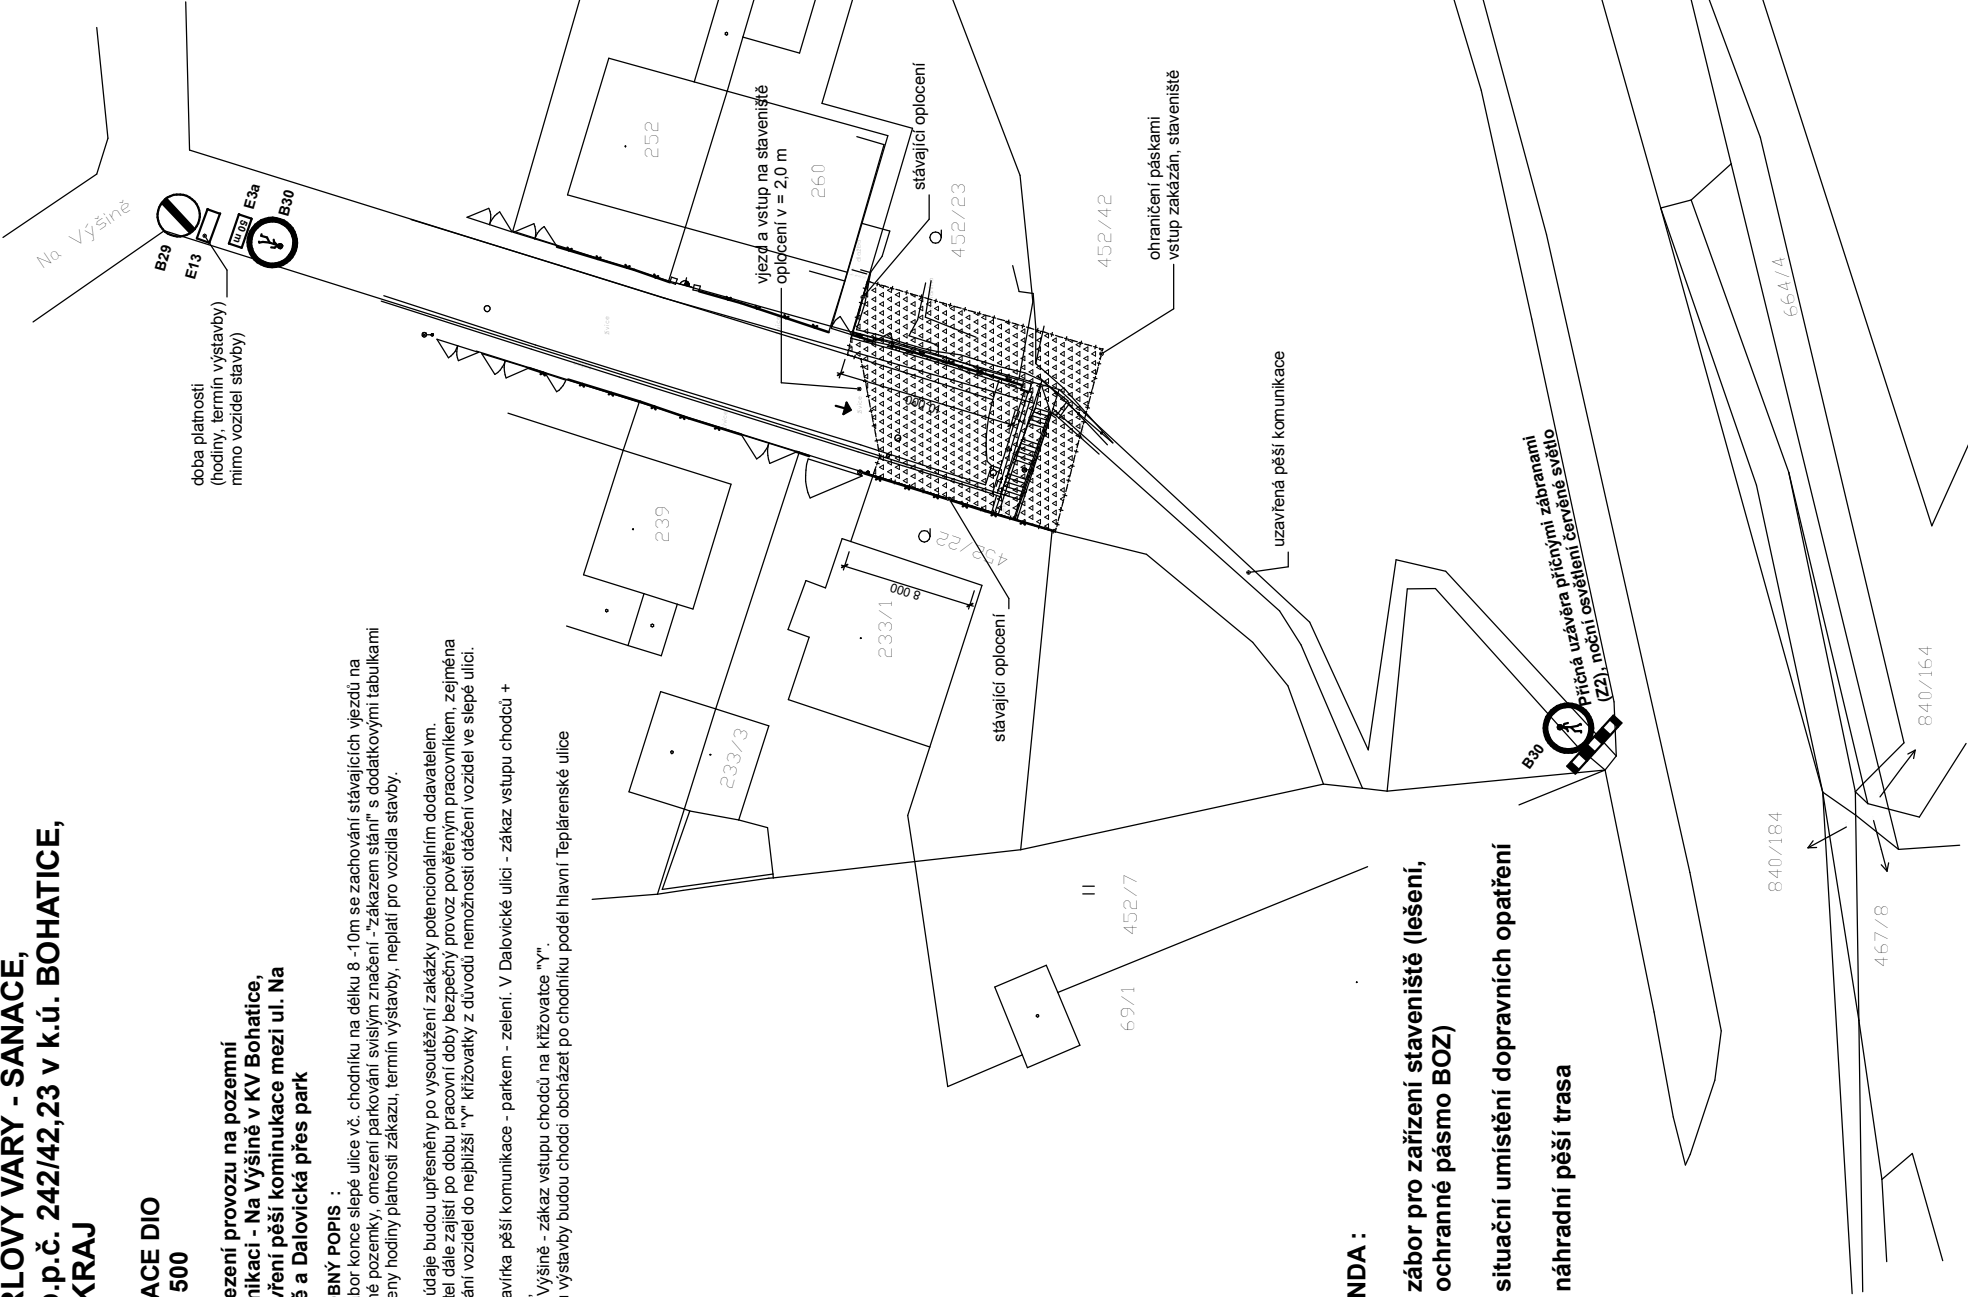 RLOVY VARY - SANACE,
p.p.č. 242/42,23 v k.ú. BOHATICE,
KRAJ
ACE DIO
500
ezení provozu na pozemní
nikaci - Na Výšině v KV Bohatice,
vření pěší kominukace mezi ul. Na
ě a Dalovická přes park
BNÝ POPIS :
bor konce slepé ulice vč. chodníku na délku 8 -10m se zachování stávajících vjezdů na
né pozemky, omezení parkování svislým značení -"zákazem stání" s dodatkovými tabulkami
eny hodiny platnosti zákazu, termín výstavby, neplatí pro vozidla stavby.
údaje budou upřesněny po vysoutěžení zakázky potencionálním dodavatelem.
tel dále zajistí po dobu pracovní doby bezpečný provoz pověřeným pracovníkem, zejména
ání vozidel do nejbližší "Y" křižovatky z důvodů nemožnosti otáčení vozidel ve slepé ulici.
avírka pěší komunikace - parkem - zelení. V Dalovické ulici - zákaz vstupu chodců +
Výšině - zákaz vstupu chodců na křižovatce "Y".
výstavby budou chodci obcházet po chodníku podél hlavní Teplárenské ulice
Na Výšině
B29
E13
50 m
E3a
B30
doba platnosti
(hodiny, termín výstavby)
mimo vozidel stavby)
252
260
vjezd a vstup na staveniště
oplocení v = 2,0 m
stávající oplocení
452/23
452/42
ohraničení páskami
vstup zakázán, staveniště
živice
10 000
239
452/22
8 000
233/1
233/3
stávající oplocení
uzavřená pěší komunikace
Příčná uzávěra příčnými zábranami
(Z2), noční osvětlení červéné světlo
B30
664/4
840/164
840/184
467/8
452/7
69/1
NDA :
zábor pro zařízení staveniště (lešení,
ochranné pásmo BOZ)
situační umístění dopravních opatření
náhradní pěší trasa